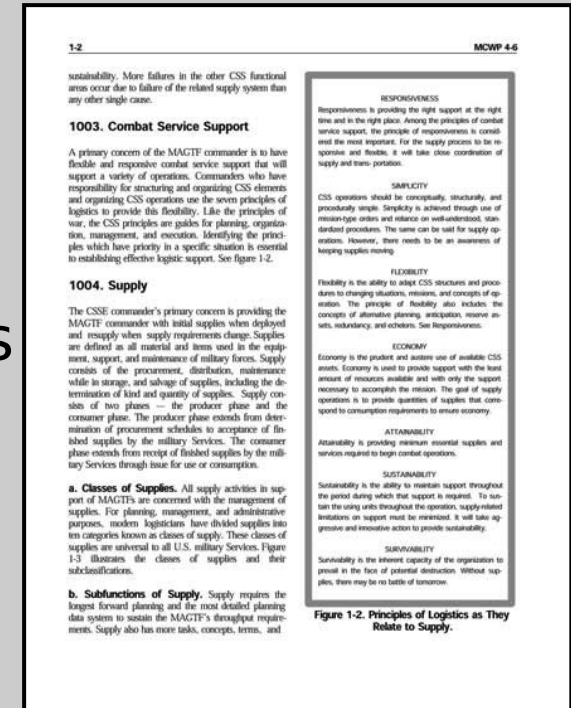 1-2
MCWP 4-6
sustainability. More failures in the other CSS functional
areas occur due to failure of the related supply system than
any other single cause.
1003. Combat Service Support
A primary concern of the MAGTF commander is to have
flexible and responsive combat service support that will
support a variety of operations. Commanders who have
responsibility for structuring and organizing CSS elements
and organizing CSS operations use the seven principles of
logistics to provide this flexibility. Like the principles of
war, the CSS principles are guides for planning, organiza-
tion, management, and execution. Identifying the princi-
ples which have priority in a specific situation is essential
to establishing effective logistic support. See figure 1-2.
1004. Supply
The CSSE commander's primary concern is providing the
MAGTF commander with initial supplies when deployed
and resupply when supply requirements change. Supplies
are defined as all material and items used in the equip-
ment, support, and maintenance of military forces. Supply
consists of the procurement, distribution, maintenance
while in storage, and salvage of supplies, including the de-
termination of kind and quantity of supplies. Supply con-
sists of two phases — the producer phase and the
consumer phase. The producer phase extends from deter-
mination of procurement schedules to acceptance of fin-
ished supplies by the military Services. The consumer
phase extends from receipt of finished supplies by the mili-
tary Services through issue for use or consumption.
a. Classes of Supplies. All supply activities in sup-
port of MAGTFs are concerned with the management of
supplies. For planning, management, and administrative
purposes, modern logisticians have divided supplies into
ten categories known as classes of supply. These classes of
supplies are universal to all U.S. military Services. Figure
1-3 illustrates the classes of supplies and their
subclassifications.
b. Subfunctions of Supply. Supply requires the
longest forward planning and the most detailed planning
data system to sustain the MAGTF's throughput require-
ments. Supply also has more tasks, concepts, terms, and
RESPONSIVENESS
Responsiveness is providing the right support at the right
time and in the right place. Among the principles of combat
service support, the principle of responsiveness is consid-
ered the most important. For the supply process to be re-
sponsive and flexible, it will take close coordination of
supply and trans- portation.
SIMPLICITY
CSS operations should be conceptually, structurally, and
procedurally simple. Simplicity is achieved through use of
mission-type orders and reliance on well-understood, stan-
dardized procedures. The same can be said for supply op-
erations. However, there needs to be an awareness of
keeping supplies moving.
FLEXIBILITY
Flexibility is the ability to adapt CSS structures and proce-
dures to changing situations, missions, and concepts of op-
eration. The principle of flexibility also includes the
concepts of alternative planning, anticipation, reserve as-
sets, redundancy, and echelons. See Responsiveness.
ECONOMY
Economy is the prudent and austere use of available CSS
assets. Economy is used to provide support with the least
amount of resources available and with only the support
necessary to accomplish the mission. The goal of supply
operations is to provide quantities of supplies that corre-
spond to consumption requirements to ensure economy.
ATTAINABILITY
Attainability is providing minimum essential supplies and
services required to begin combat operations.
SUSTAINABILITY
Sustainability is the ability to maintain support throughout
the period during which that support is required. To sus-
tain the using units throughout the operation, supply-related
limitations on support must be minimized. It will take ag-
gressive and innovative action to provide sustainability.
SURVIVABILITY
Survivability is the inherent capacity of the organization to
prevail in the face of potential destruction. Without sup-
plies, there may be no battle of tomorrow.
Figure 1-2. Principles of Logistics as They
Relate to Supply.
s